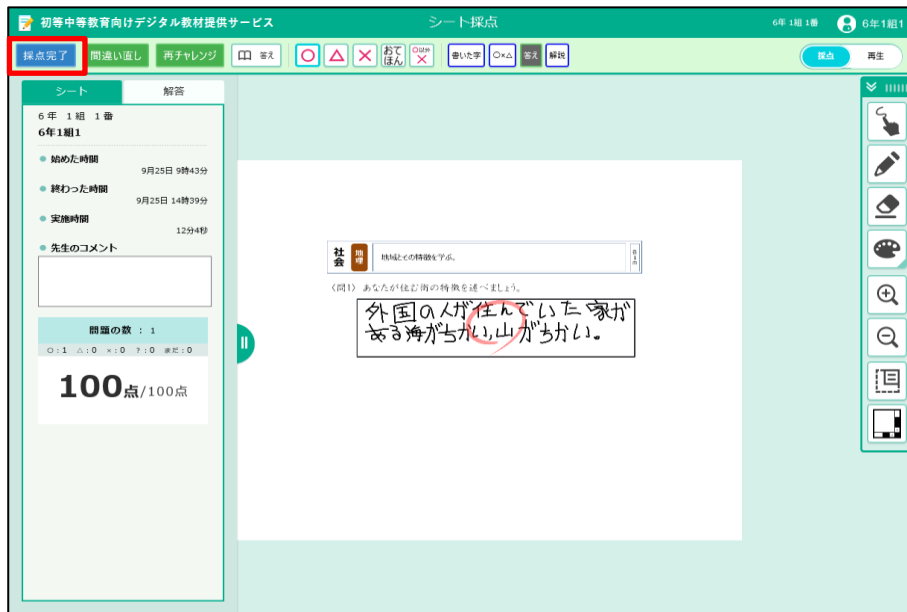 初等中等教育向けデジタル教材提供サービス
シート採点
6年 1組 1番
6年1組1
採点完了
間違い直し
再チャレンジ
答え
おてほん
○以外
書いた字
○×△
答え
解説
採点
再生
シート
解答
6年 1組 1番
6年1組1
始めた時間
9月25日 9時43分
終わった時間
9月25日 14時39分
実施時間
12分4秒
先生のコメント
問題の数 : 1
○:1 △:0 ×:0 ?:0 まだ:0
100点/100点
社会
地理
地域とその特徴を学ぶ。
〈問1〉 あなたが住む街の特徴を述べましょう。
外国の人が住んでいた家が
ある海がちかい,山がちかい。